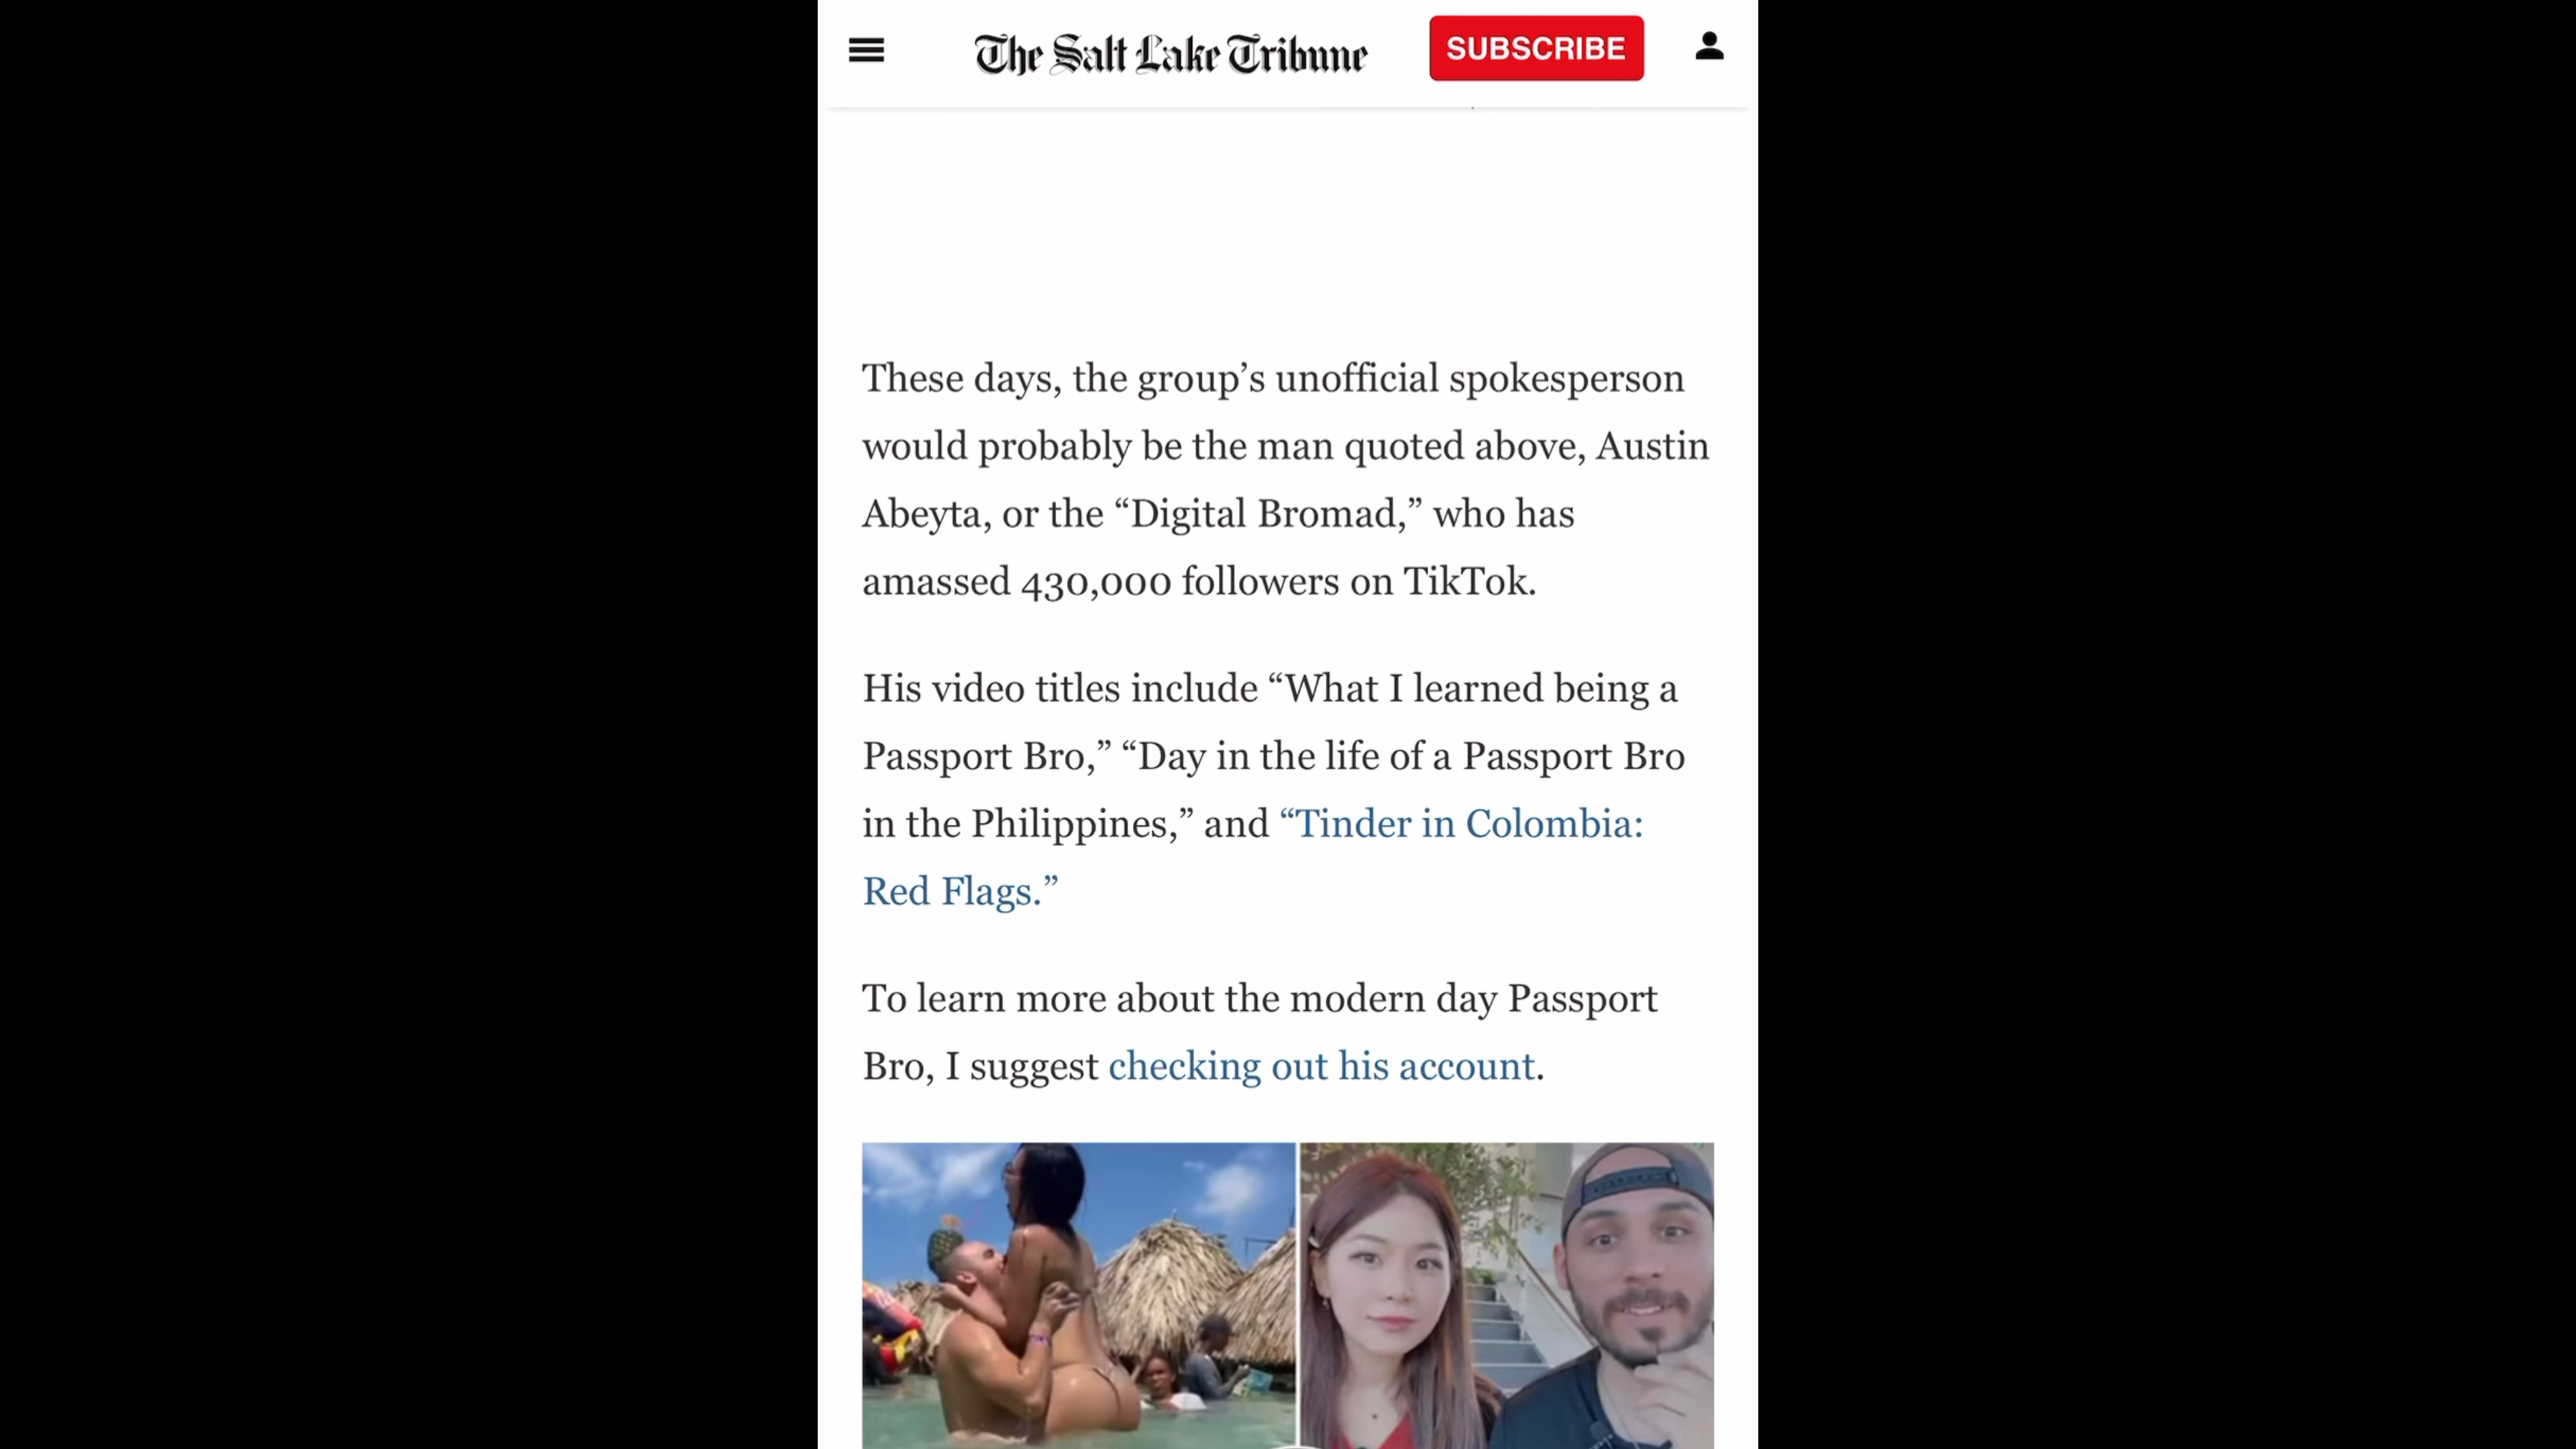 The Salt Lake Tribune
SUBSCRIBE
These days, the group’s unofficial spokesperson
would probably be the man quoted above, Austin
Abeyta, or the “Digital Bromad,” who has
amassed 430,000 followers on TikTok.
His video titles include “What I learned being a
Passport Bro,” “Day in the life of a Passport Bro
in the Philippines,” and “Tinder in Colombia:
Red Flags.”
To learn more about the modern day Passport
Bro, I suggest checking out his account.